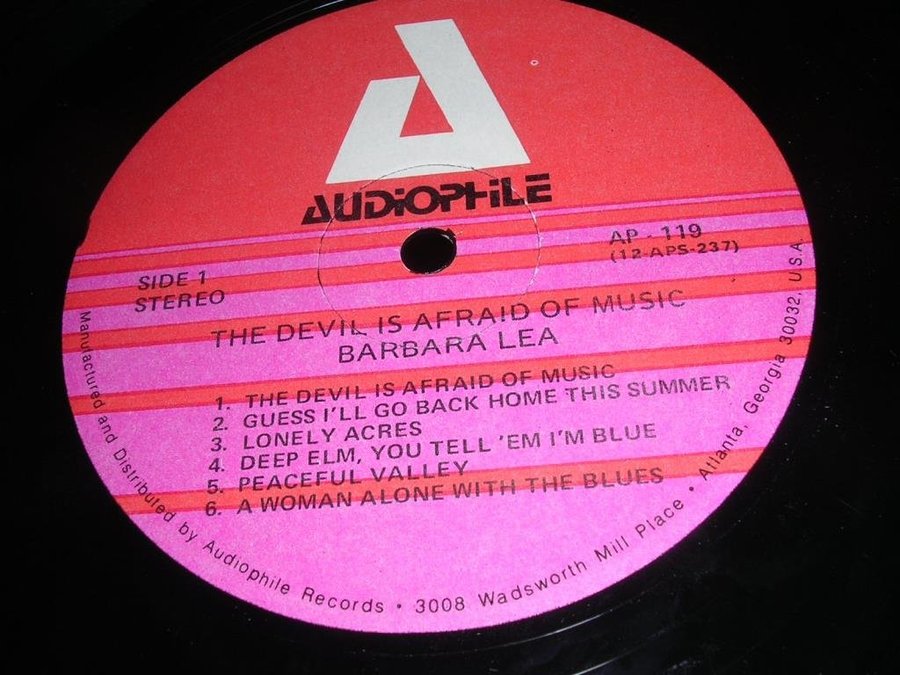 AUDIOPHILE
SIDE 1
STEREO
AP - 119
(12-APS-237)
THE DEVIL IS AFRAID OF MUSIC
BARBARA LEA
1. THE DEVIL IS AFRAID OF MUSIC
2. GUESS I'LL GO BACK HOME THIS SUMMER
3. LONELY ACRES
4. DEEP ELM, YOU TELL 'EM I'M BLUE
5. PEACEFUL VALLEY
6. A WOMAN ALONE WITH THE BLUES
Manufactured and Distributed by Audiophile Records • 3008 Wadsworth Mill Place • Atlanta, Georgia 30032, U.S.A.